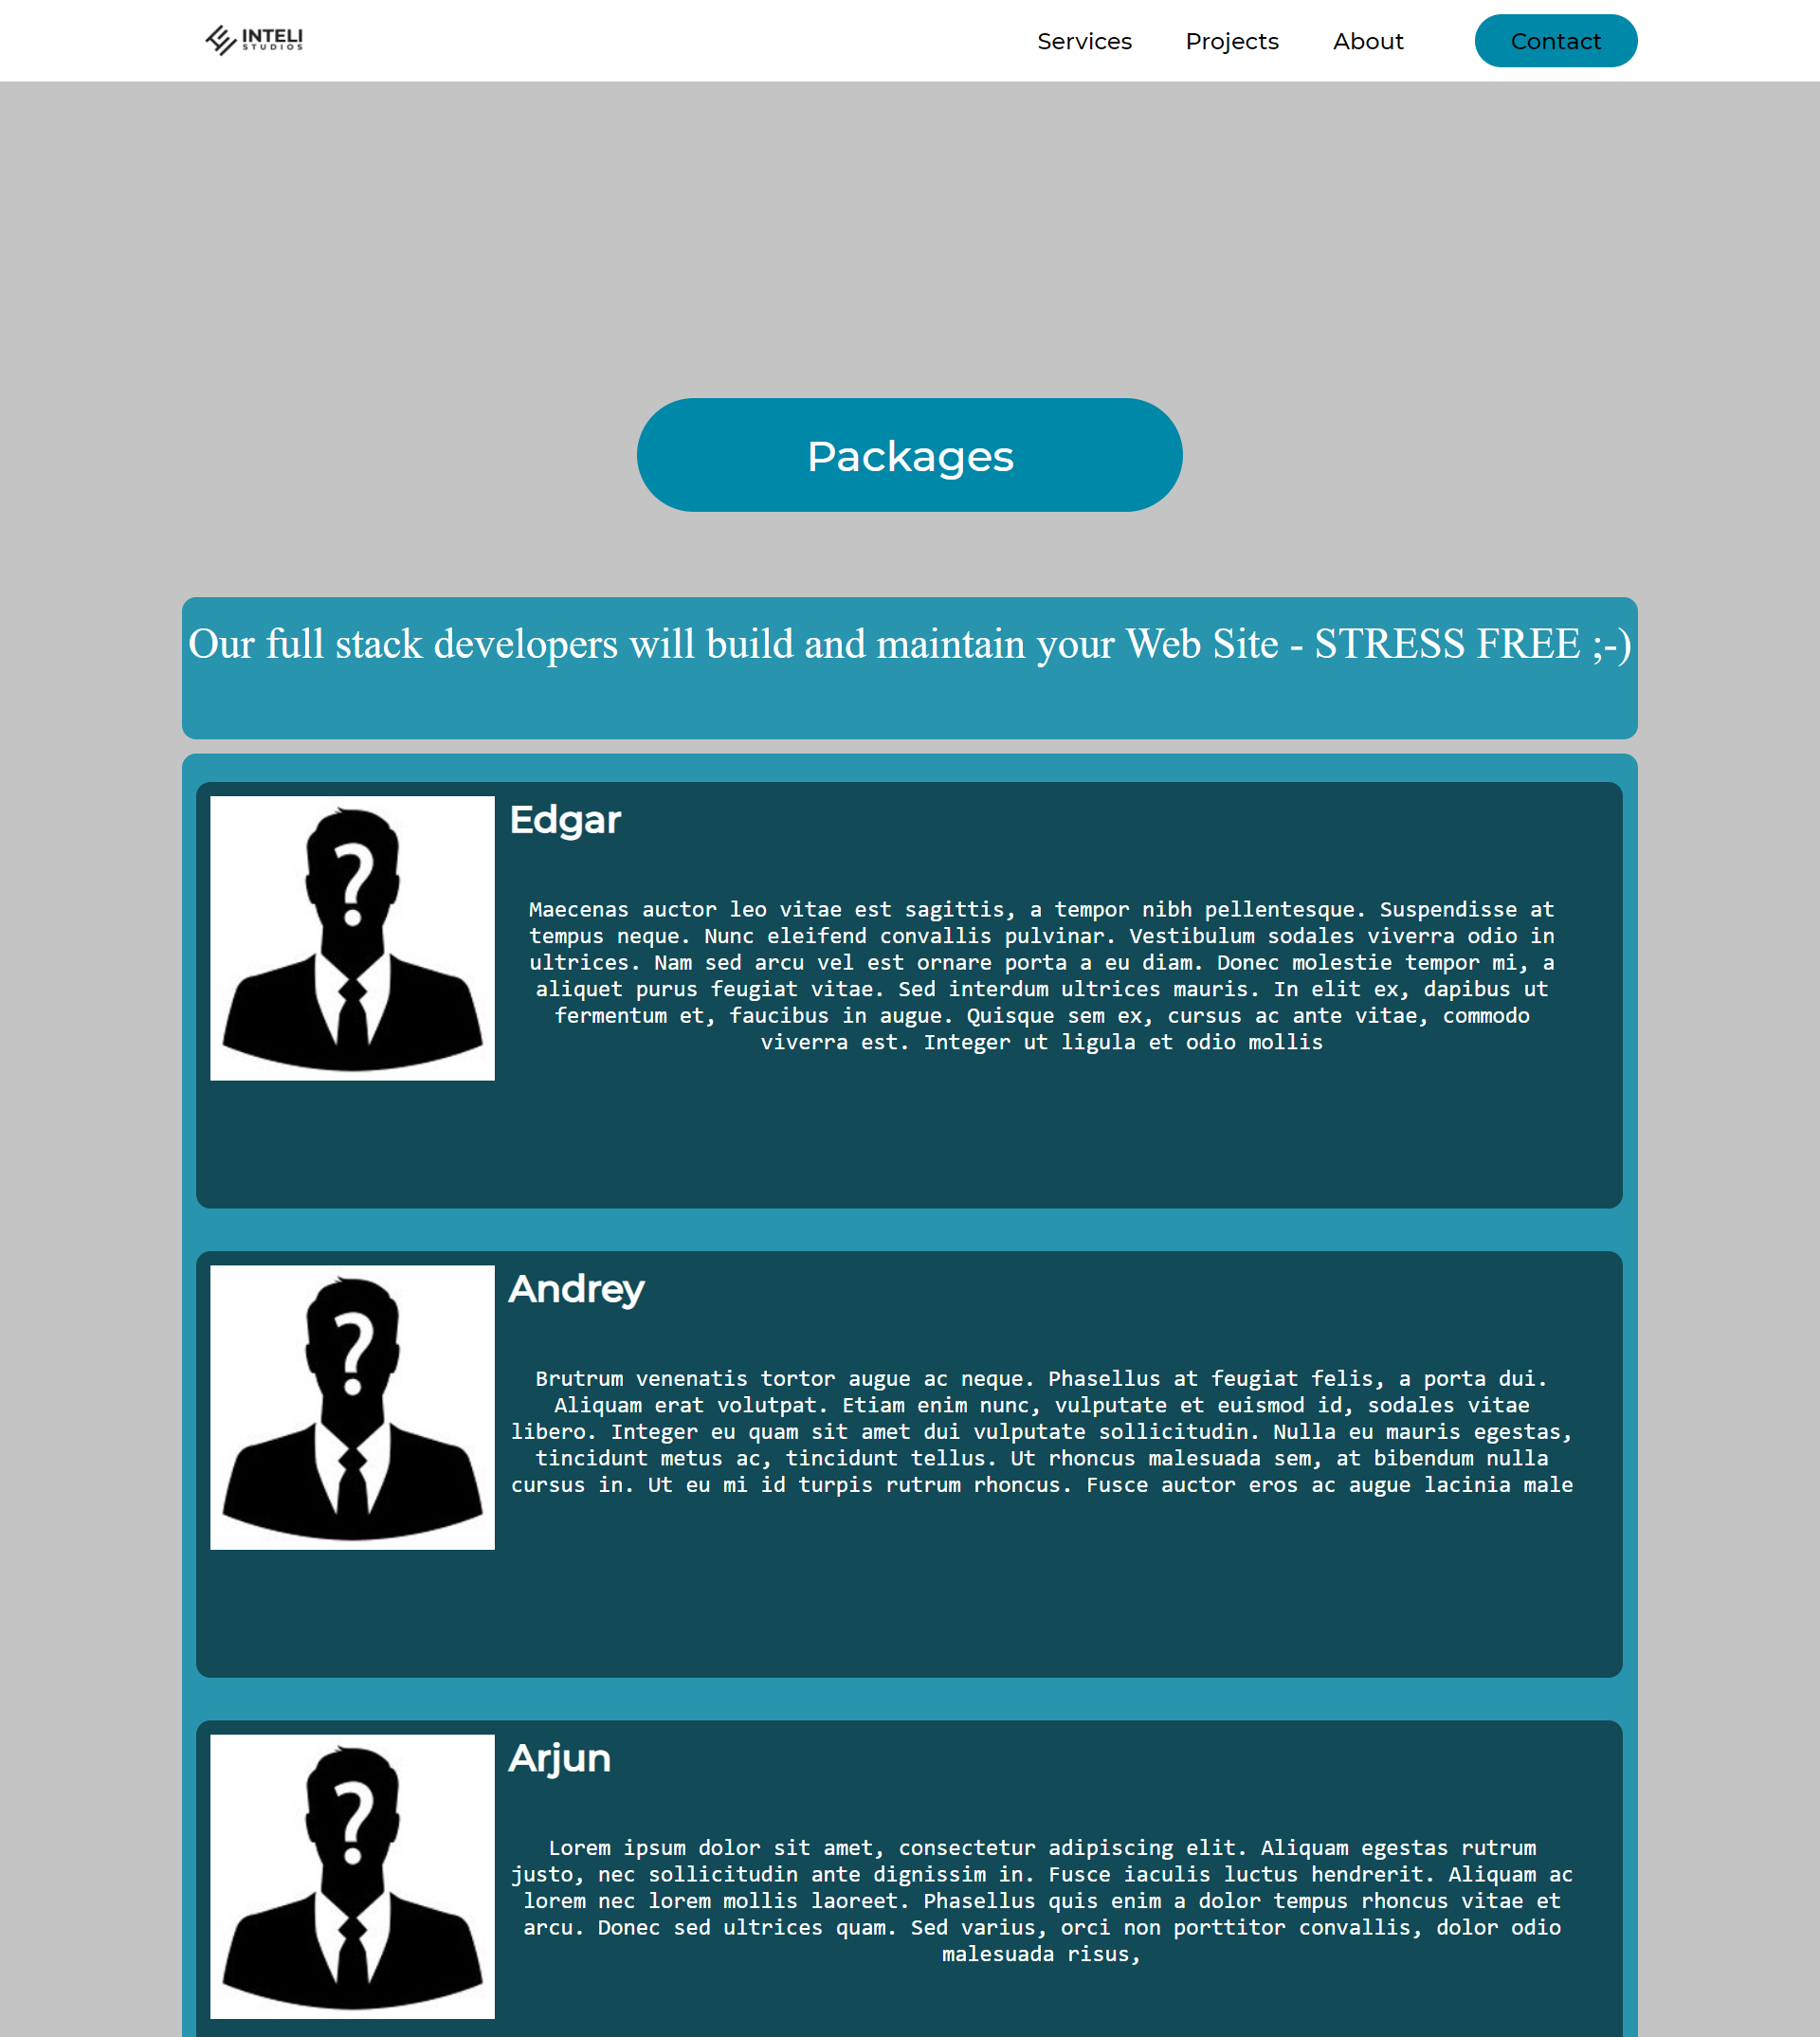 INTELI
STUDIOS
Services Projects About Contact
Packages
Our full stack developers will build and maintain your Web Site - STRESS FREE ;-)
?
Edgar
Maecenas auctor leo vitae est sagittis, a tempor nibh pellentesque. Suspendisse at
tempus neque. Nunc eleifend convallis pulvinar. Vestibulum sodales viverra odio in
ultrices. Nam sed arcu vel est ornare porta a eu diam. Donec molestie tempor mi, a
aliquet purus feugiat vitae. Sed interdum ultrices mauris. In elit ex, dapibus ut
fermentum et, faucibus in augue. Quisque sem ex, cursus ac ante vitae, commodo
viverra est. Integer ut ligula et odio mollis
?
Andrey
Brutrum venenatis tortor augue ac neque. Phasellus at feugiat felis, a porta dui.
Aliquam erat volutpat. Etiam enim nunc, vulputate et euismod id, sodales vitae
libero. Integer eu quam sit amet dui vulputate sollicitudin. Nulla eu mauris egestas,
tincidunt metus ac, tincidunt tellus. Ut rhoncus malesuada sem, at bibendum nulla
cursus in. Ut eu mi id turpis rutrum rhoncus. Fusce auctor eros ac augue lacinia male
?
Arjun
Lorem ipsum dolor sit amet, consectetur adipiscing elit. Aliquam egestas rutrum
justo, nec sollicitudin ante dignissim in. Fusce iaculis luctus hendrerit. Aliquam ac
lorem nec lorem mollis laoreet. Phasellus quis enim a dolor tempus rhoncus vitae et
arcu. Donec sed ultrices quam. Sed varius, orci non porttitor convallis, dolor odio
malesuada risus,